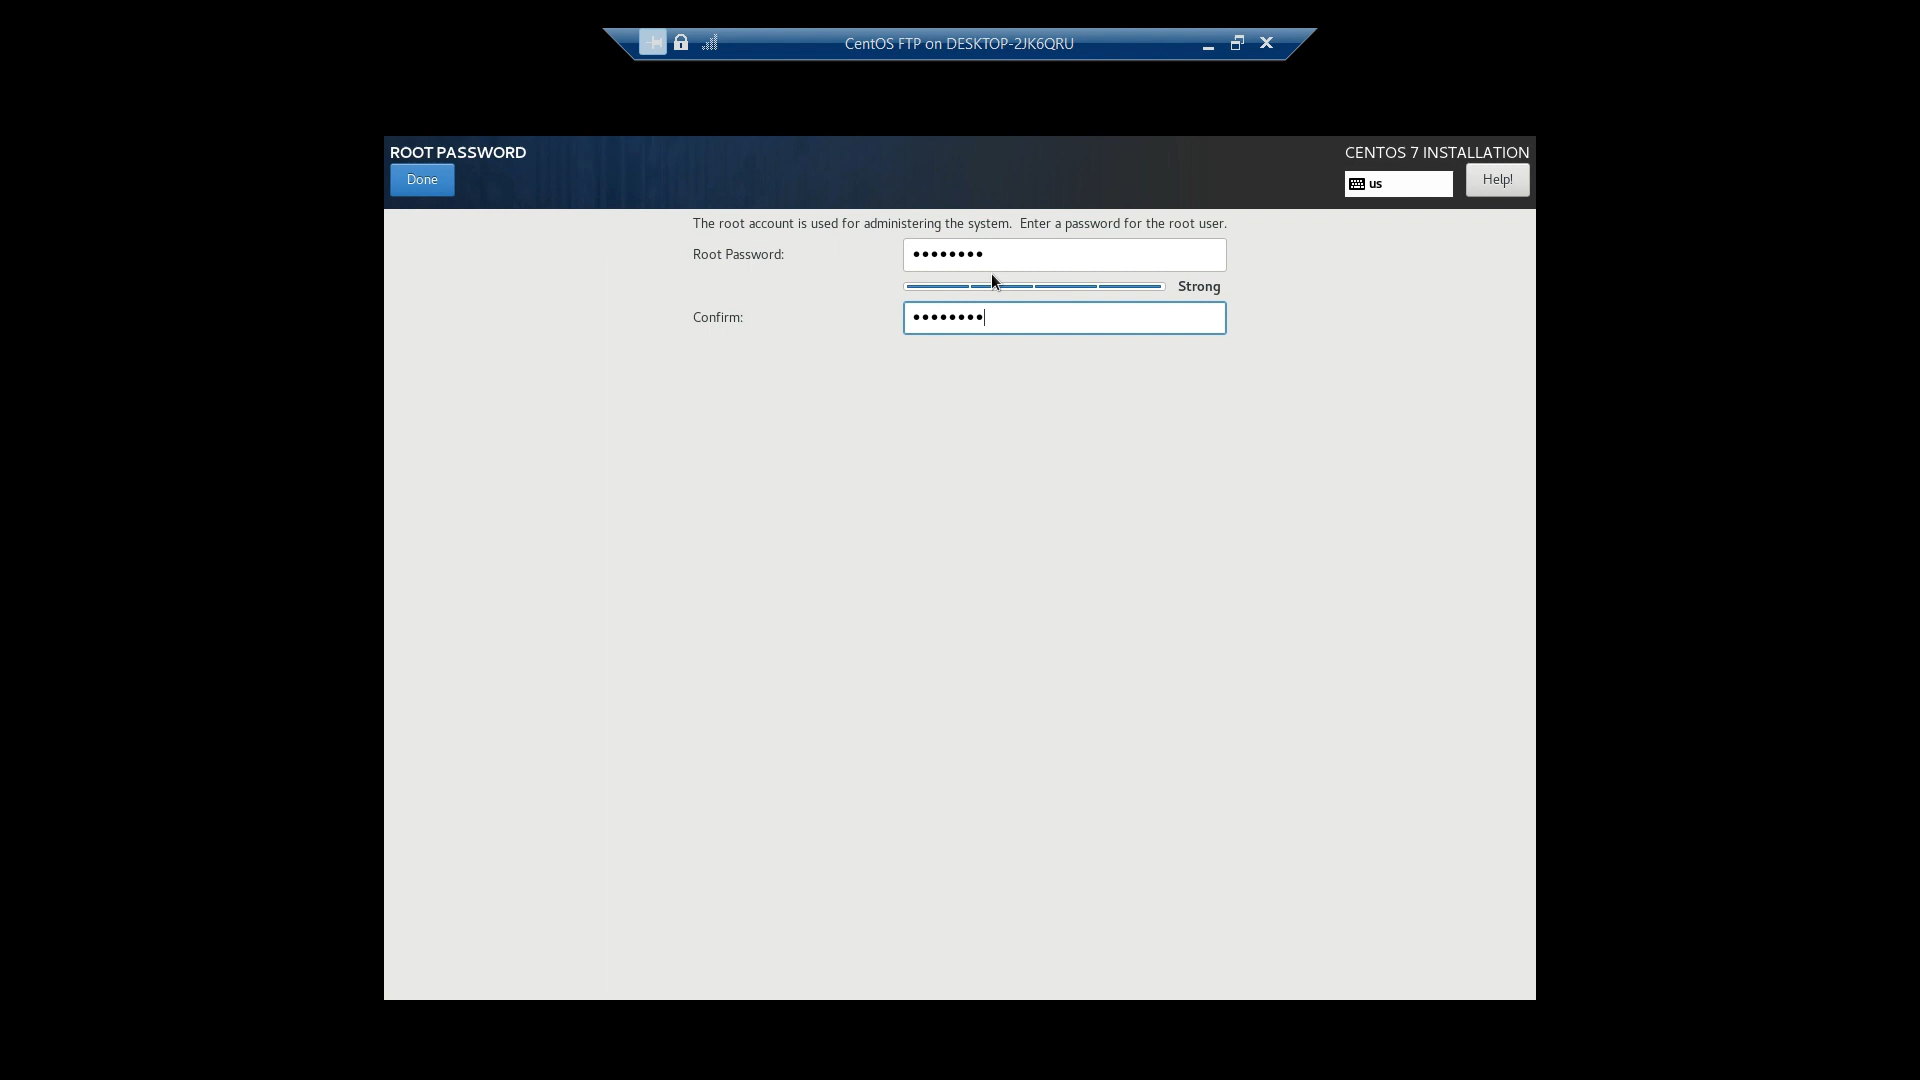 CentOS FTP on DESKTOP-2JK6QRU
ROOT PASSWORD
CENTOS 7 INSTALLATION
Done
us
Help!
The root account is used for administering the system. Enter a password for the root user.
Root Password:
••••••••
Strong
Confirm:
••••••••